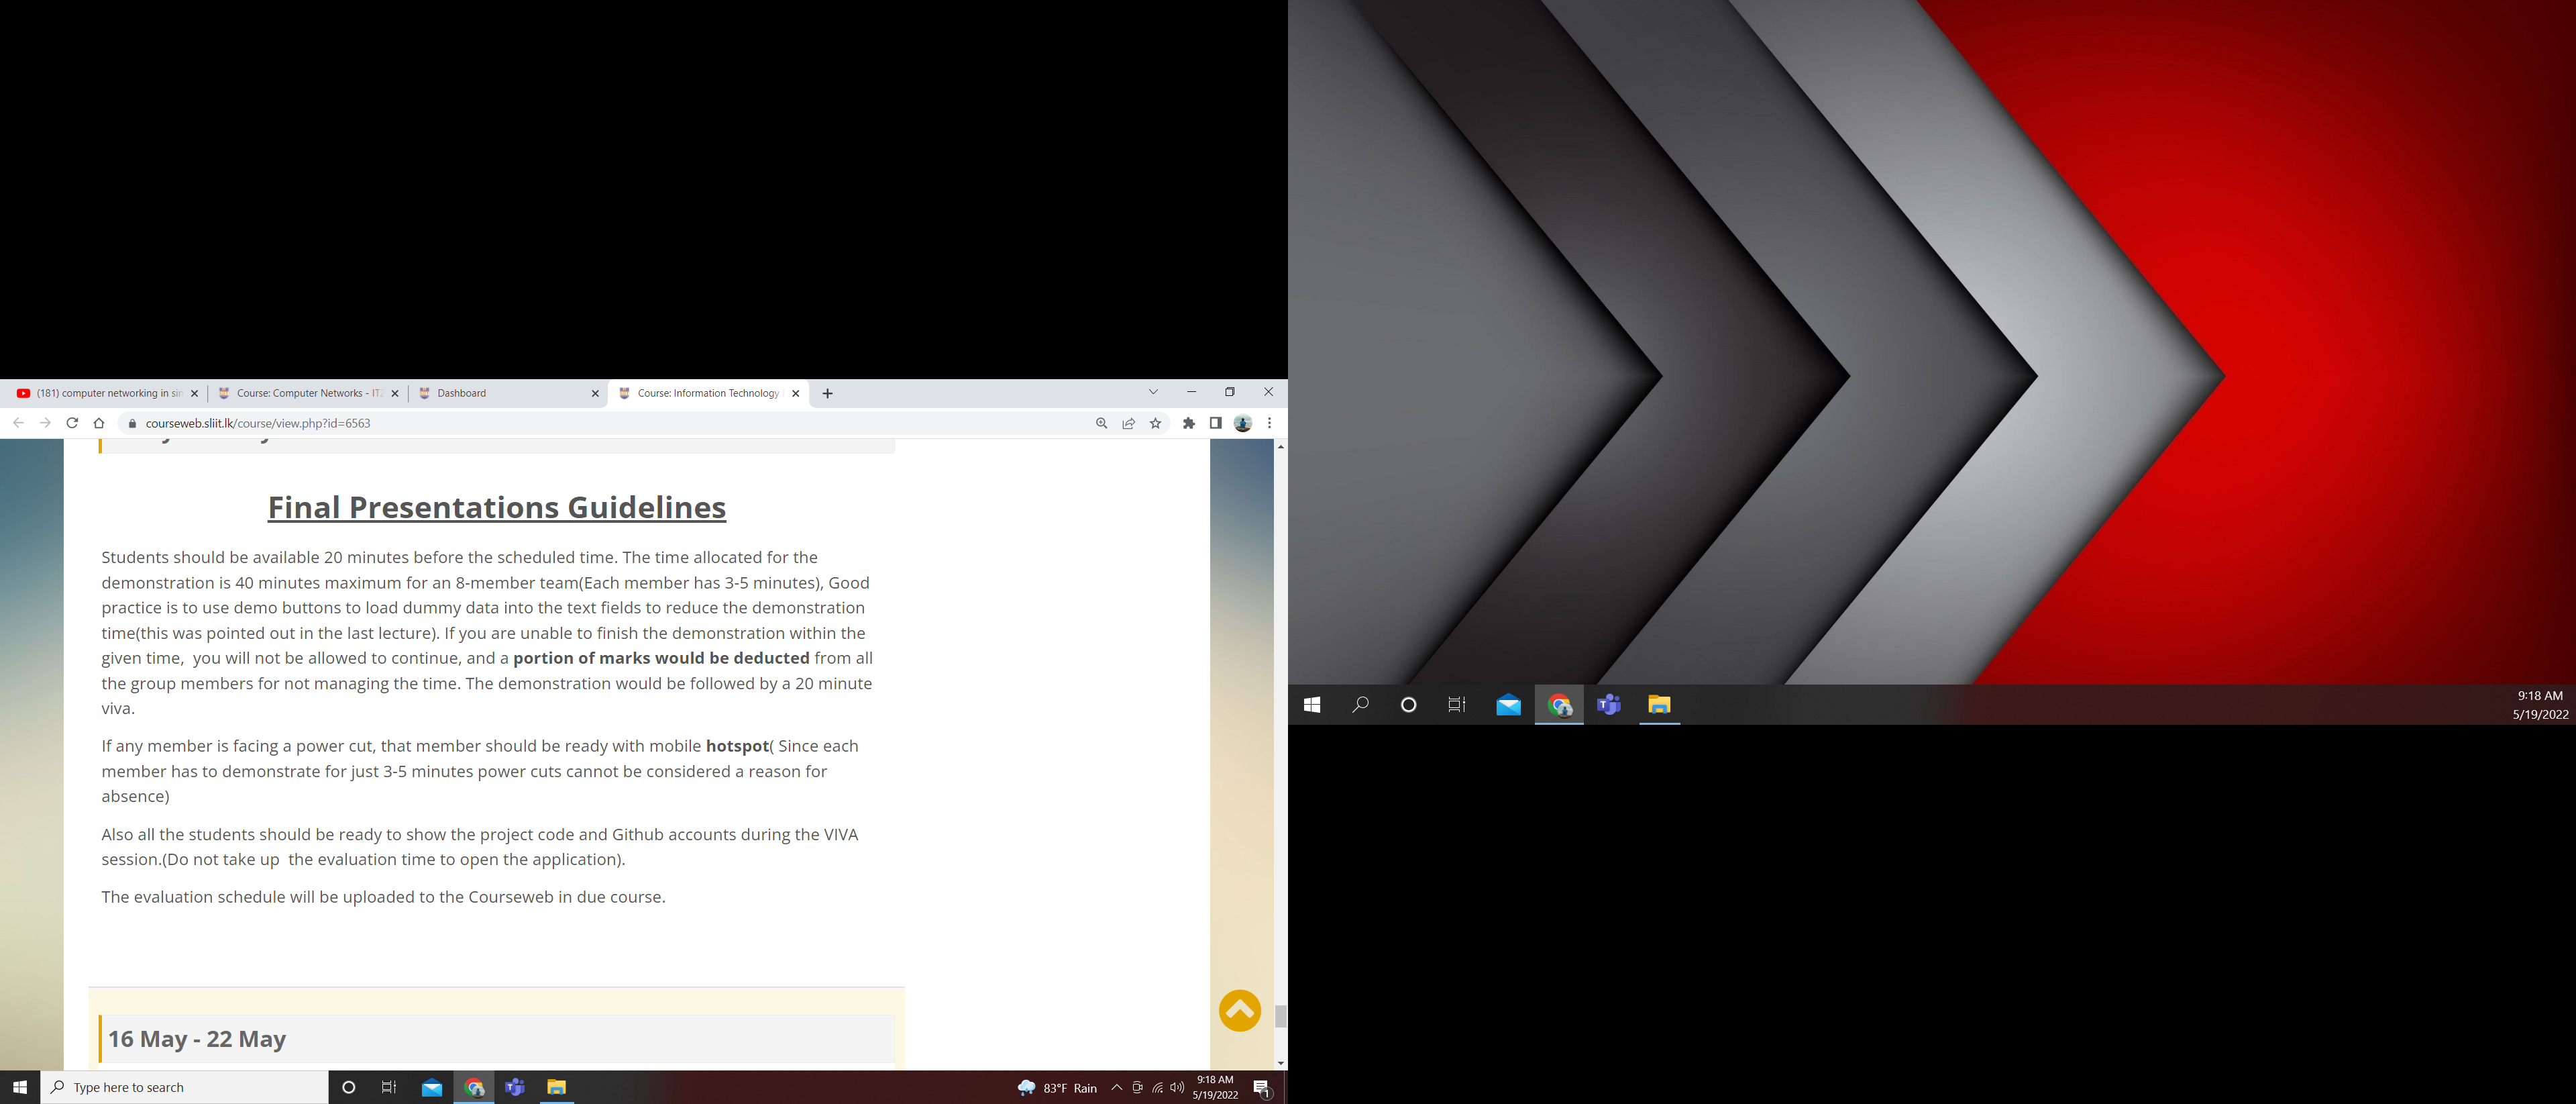 (181) computer networking in sin
Course: Computer Networks - IT
Dashboard
Course: Information Technology
courseweb.sliit.lk/course/view.php?id=6563
Final Presentations Guidelines
Students should be available 20 minutes before the scheduled time. The time allocated for the
demonstration is 40 minutes maximum for an 8-member team(Each member has 3-5 minutes), Good
practice is to use demo buttons to load dummy data into the text fields to reduce the demonstration
time(this was pointed out in the last lecture). If you are unable to finish the demonstration within the
given time,  you will not be allowed to continue, and a portion of marks would be deducted from all
the group members for not managing the time. The demonstration would be followed by a 20 minute
viva.
If any member is facing a power cut, that member should be ready with mobile hotspot( Since each
member has to demonstrate for just 3-5 minutes power cuts cannot be considered a reason for
absence)
Also all the students should be ready to show the project code and Github accounts during the VIVA
session.(Do not take up  the evaluation time to open the application).
The evaluation schedule will be uploaded to the Courseweb in due course.
16 May - 22 May
Type here to search
83°F Rain
9:18 AM
5/19/2022
1
9:18 AM
5/19/2022